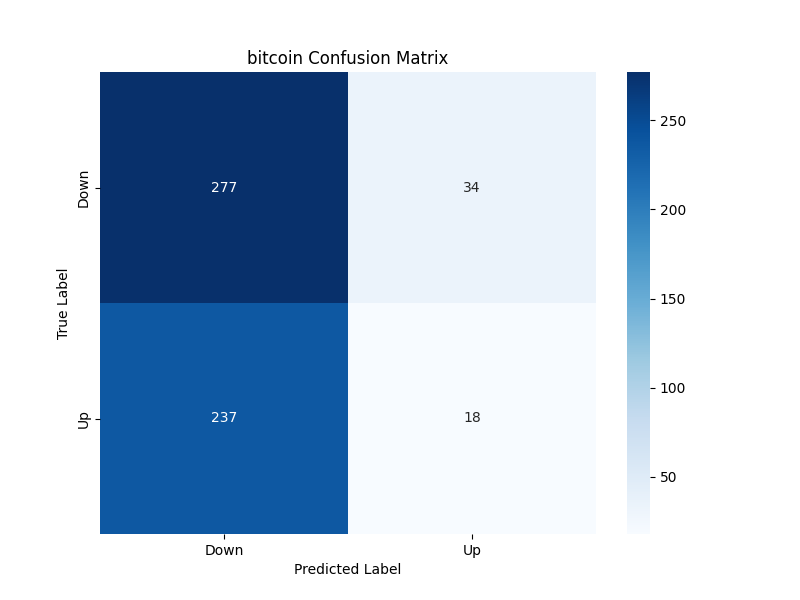 bitcoin Confusion Matrix
True Label
Down
277
34
Up
237
18
Down
Up
Predicted Label
250
200
150
100
50